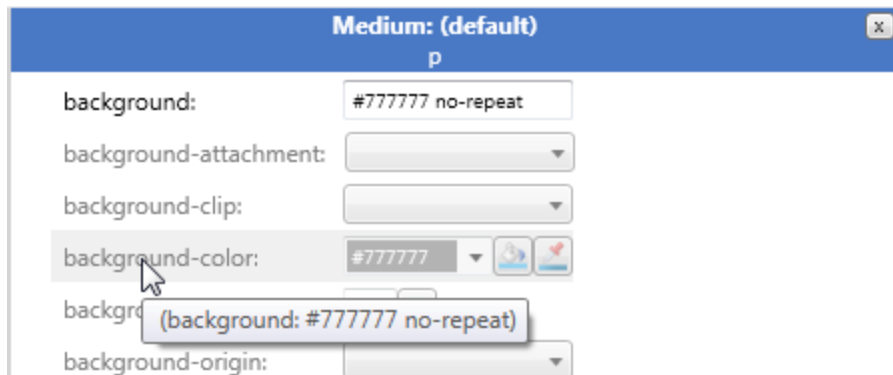 Medium: (default)
x
p
background: #777777 no-repeat
background-attachment:
background-clip:
background-color: #777777
(background: #777777 no-repeat)
background-origin: